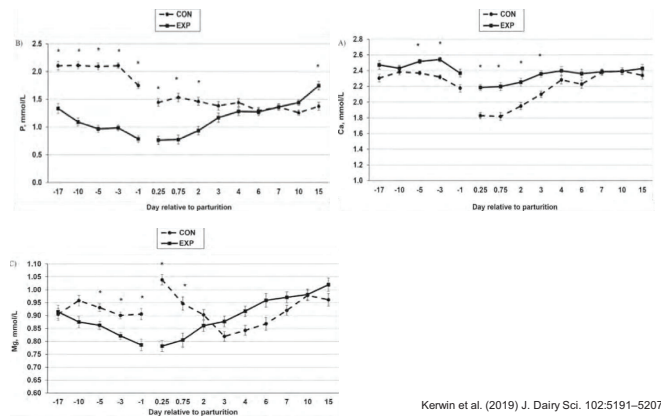 CON
EXP
B)
* * * * * * * * *
P, mmol/L
2.5
2.0
1.5
1.0
0.5
0.0
-17 -10 -5 -3 -1 0.25 0.75 2 3 4 6 7 10 15
Day relative to parturition
CON
EXP
A)
* * * * * *
Ca, mmol/L
2.8
2.6
2.4
2.2
2.0
1.8
1.6
1.4
1.2
1.0
-17 -10 -5 -3 -1 0.25 0.75 2 3 4 6 7 10 15
Day relative to parturition
CON
EXP
C)
* * * * *
Mg, mmol/L
1.10
1.05
1.00
0.95
0.90
0.85
0.80
0.75
0.70
0.65
0.60
-17 -10 -5 -3 -1 0.25 0.75 2 3 4 6 7 10 15
Day relative to parturition
Kerwin et al. (2019) J. Dairy Sci. 102:5191–5207